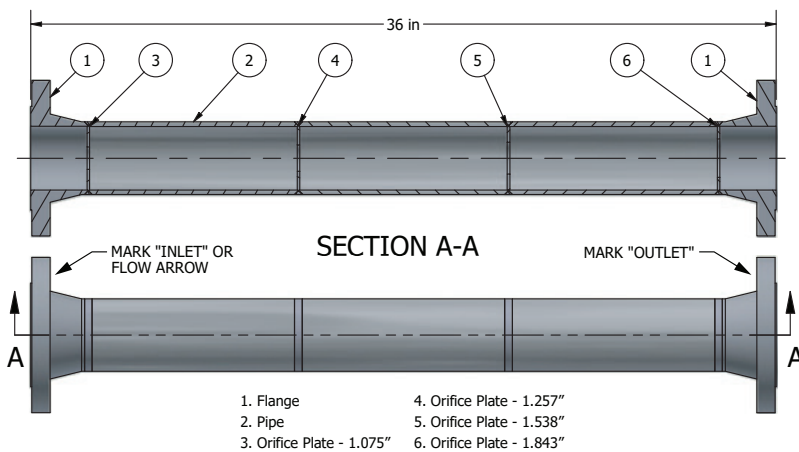 36 in
1
3
2
4
5
6
1
MARK "INLET" OR
FLOW ARROW
SECTION A-A
MARK "OUTLET"
A
A
1. Flange
2. Pipe
3. Orifice Plate - 1.075”
4. Orifice Plate - 1.257”
5. Orifice Plate - 1.538”
6. Orifice Plate - 1.843”